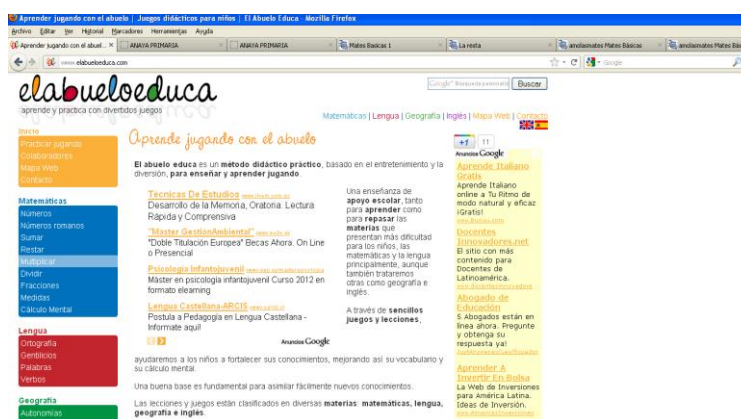 Aprender jugando con el abuelo | Juegos didácticos para niños | El Abuelo Educa - Mozilla Firefox
Archivo Editar Ver Historial Marcadores Herramientas Ayuda
Aprender jugando con el abuel...
ANAYA PRIMARIA
ANAYA PRIMARIA
Mates Basicas 1
La resta
amolasmates Mates Básicas
amolasmates Mates Bás
www.elabueloeduca.com
Google
elabueloeduca
aprende y practica con divertidos juegos
Buscar
Matemáticas | Lengua | Geografía | Inglés | Mapa Web | Contacto
Inicio
Practicar jugando
Colaboradores
Mapa Web
Contacto
Matemáticas
Números
Números romanos
Sumar
Restar
Multiplicar
Dividir
Fracciones
Medidas
Cálculo Mental
Lengua
Ortografía
Gentilicios
Palabras
Verbos
Geografía
Autonomías
Aprende jugando con el abuelo
El abuelo educa es un método didáctico práctico, basado en el entretenimiento y la
diversión, para enseñar y aprender jugando.
Técnicas De Estudios
Desarrollo de la Memoria, Oratoria. Lectura
Rápida y Comprensiva
"Master GestionAmbiental"
"Doble Titulación Europea" Becas Ahora. On Line
o Presencial
Psicología Infantojuvenil
Máster en psicología infantojuvenil Curso 2012 en
formato elearning
Lengua Castellana-ARCIS
Postula a Pedagogía en Lengua Castellana -
Informate aquí!
Anuncios Google
Una enseñanza de
apoyo escolar, tanto
para aprender como
para repasar las
materias que
presentan más dificultad
para los niños, las
matemáticas y la lengua
principalmente, aunque
también trataremos
otras como geografía e
inglés.
A través de sencillos
juegos y lecciones,
ayudaremos a los niños a fortalecer sus conocimientos, mejorando así su vocabulario y
su cálculo mental.
Una buena base es fundamental para asimilar fácilmente nuevos conocimientos.
Las lecciones y juegos están clasificados en diversas materias: matemáticas, lengua,
geografía e inglés.
+1 11
Anuncios Google
Aprende Italiano
Gratis
Aprende Italiano
online a Tu Ritmo de
modo natural y eficaz
¡Gratis!
Docentes
Innovadores.net
El sitio con más
contenido para
Docentes de
Latinoamérica.
Abogado de
Educación
5 Abogados están en
línea ahora. Pregunte
y obtenga su
respuesta ya!
Aprender A
Invertir En Bolsa
La Web de Inversiones
para América Latina.
Ideas de Inversión.